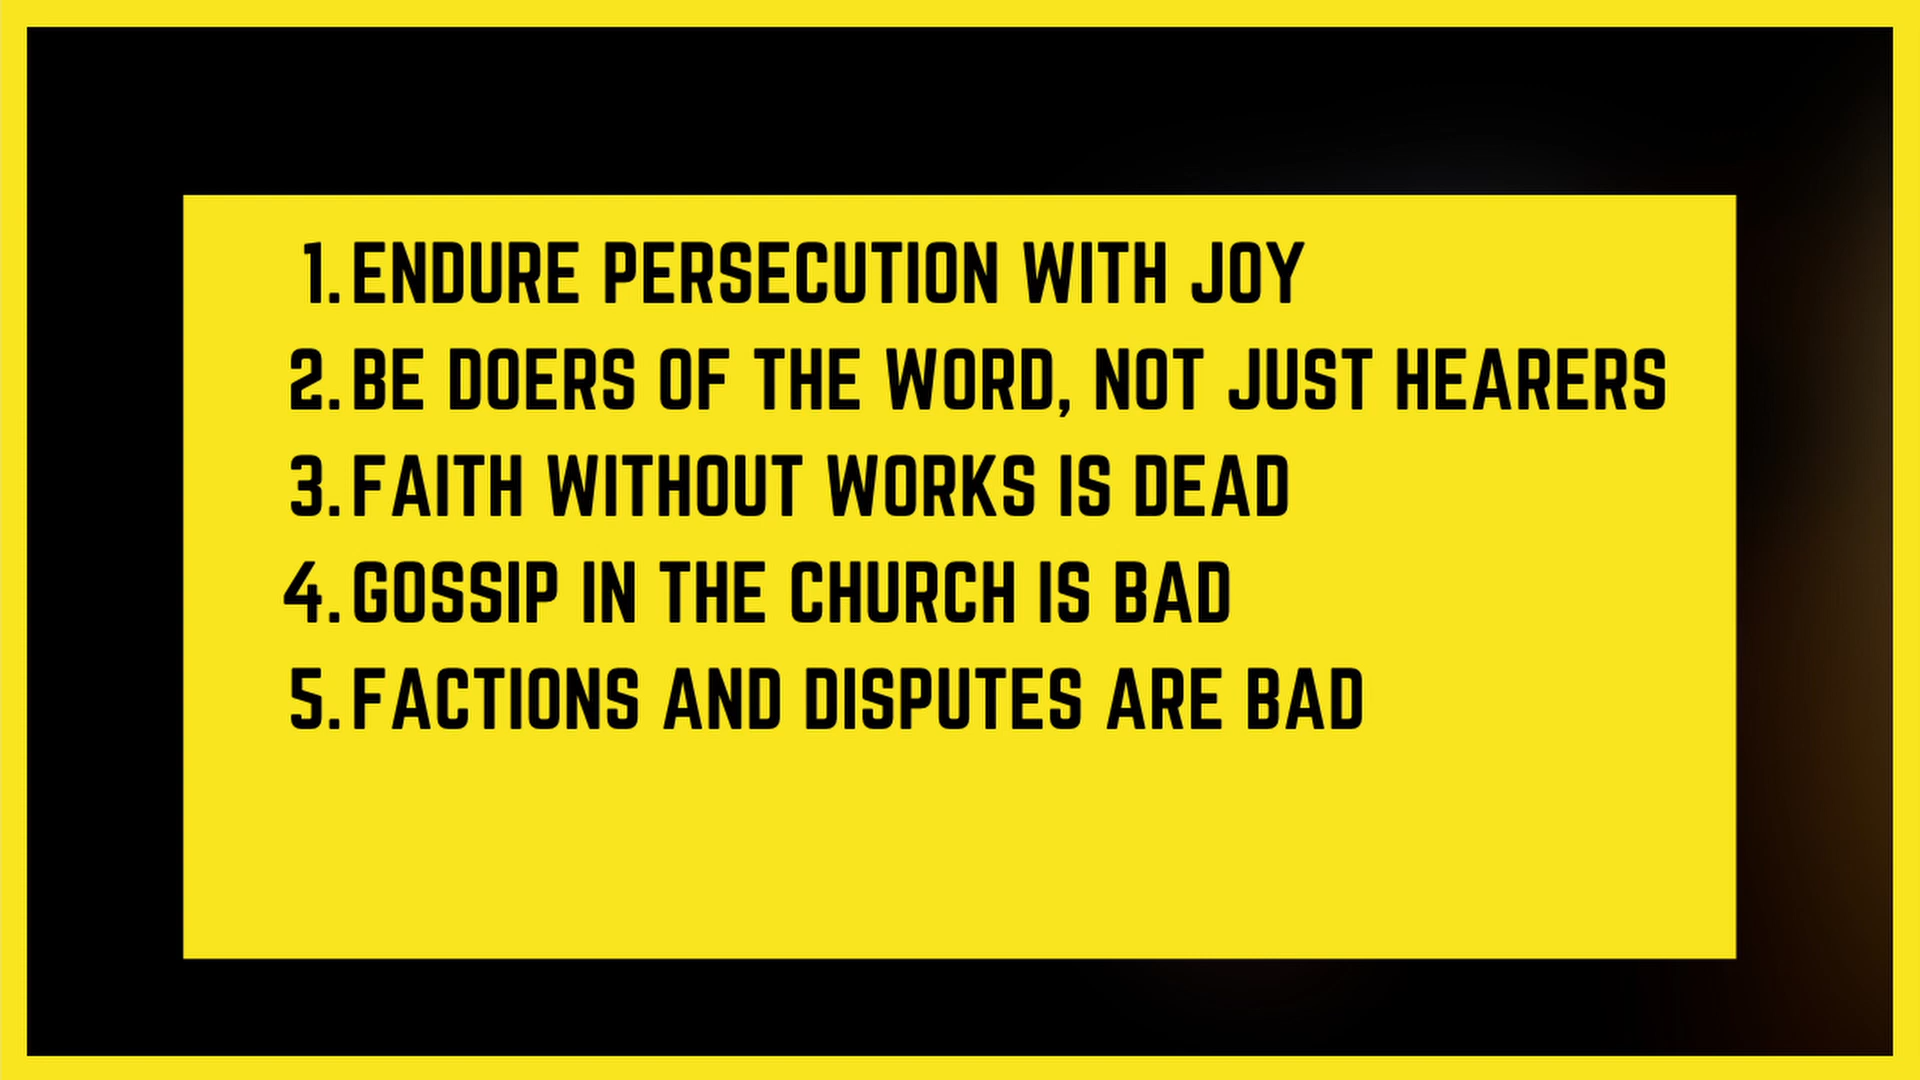 1. ENDURE PERSECUTION WITH JOY
2. BE DOERS OF THE WORD, NOT JUST HEARERS
3. FAITH WITHOUT WORKS IS DEAD
4. GOSSIP IN THE CHURCH IS BAD
5. FACTIONS AND DISPUTES ARE BAD